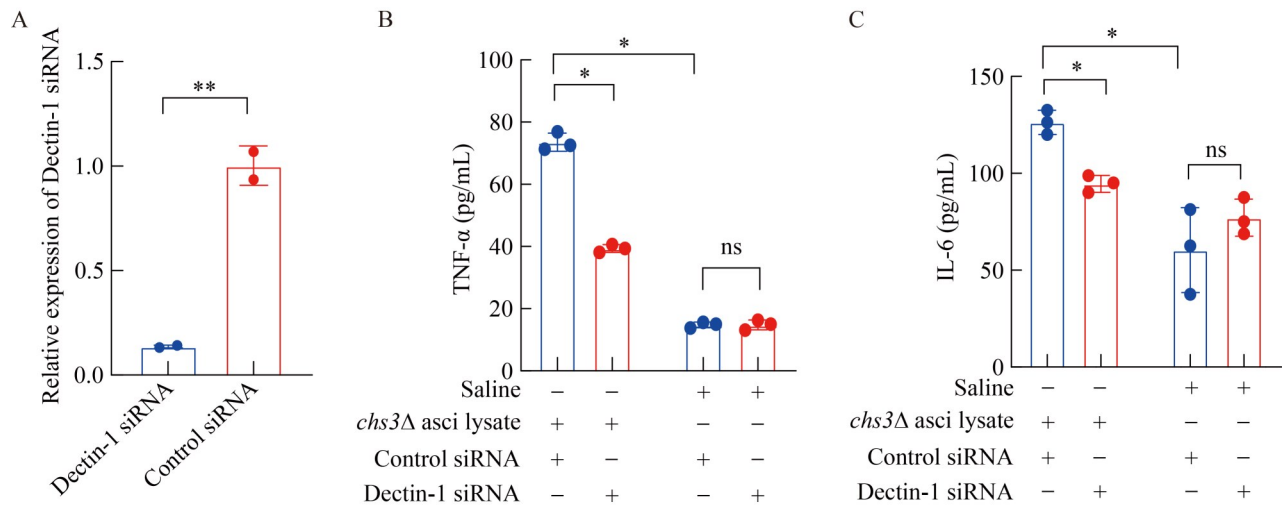 A
Relative expression of Dectin-1 siRNA
1.5
1.0
0.5
0.0
**
Dectin-1 siRNA
Control siRNA
B
TNF-α (pg/mL)
100
80
60
40
20
0
*
*
ns
Saline − − + +
chs3Δ asci lysate + + − −
Control siRNA + − + −
Dectin-1 siRNA − + − +
C
IL-6 (pg/mL)
150
100
50
0
*
*
ns
Saline − − + +
chs3Δ asci lysate + + − −
Control siRNA + − + −
Dectin-1 siRNA − + − +